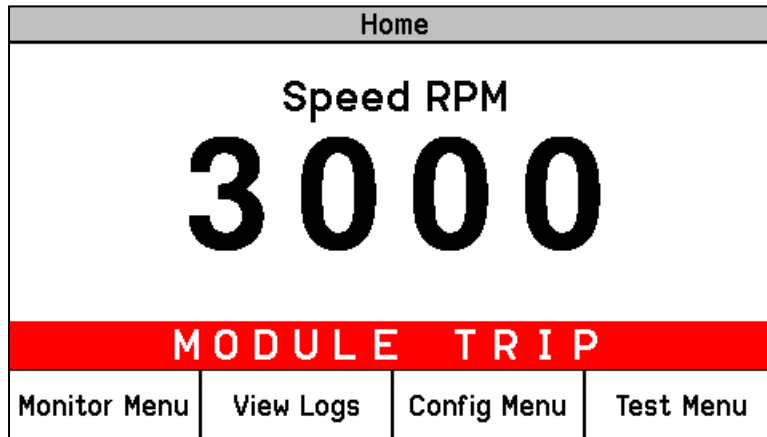 Home
Speed RPM
3000
MODULE TRIP
Monitor Menu View Logs Config Menu Test Menu